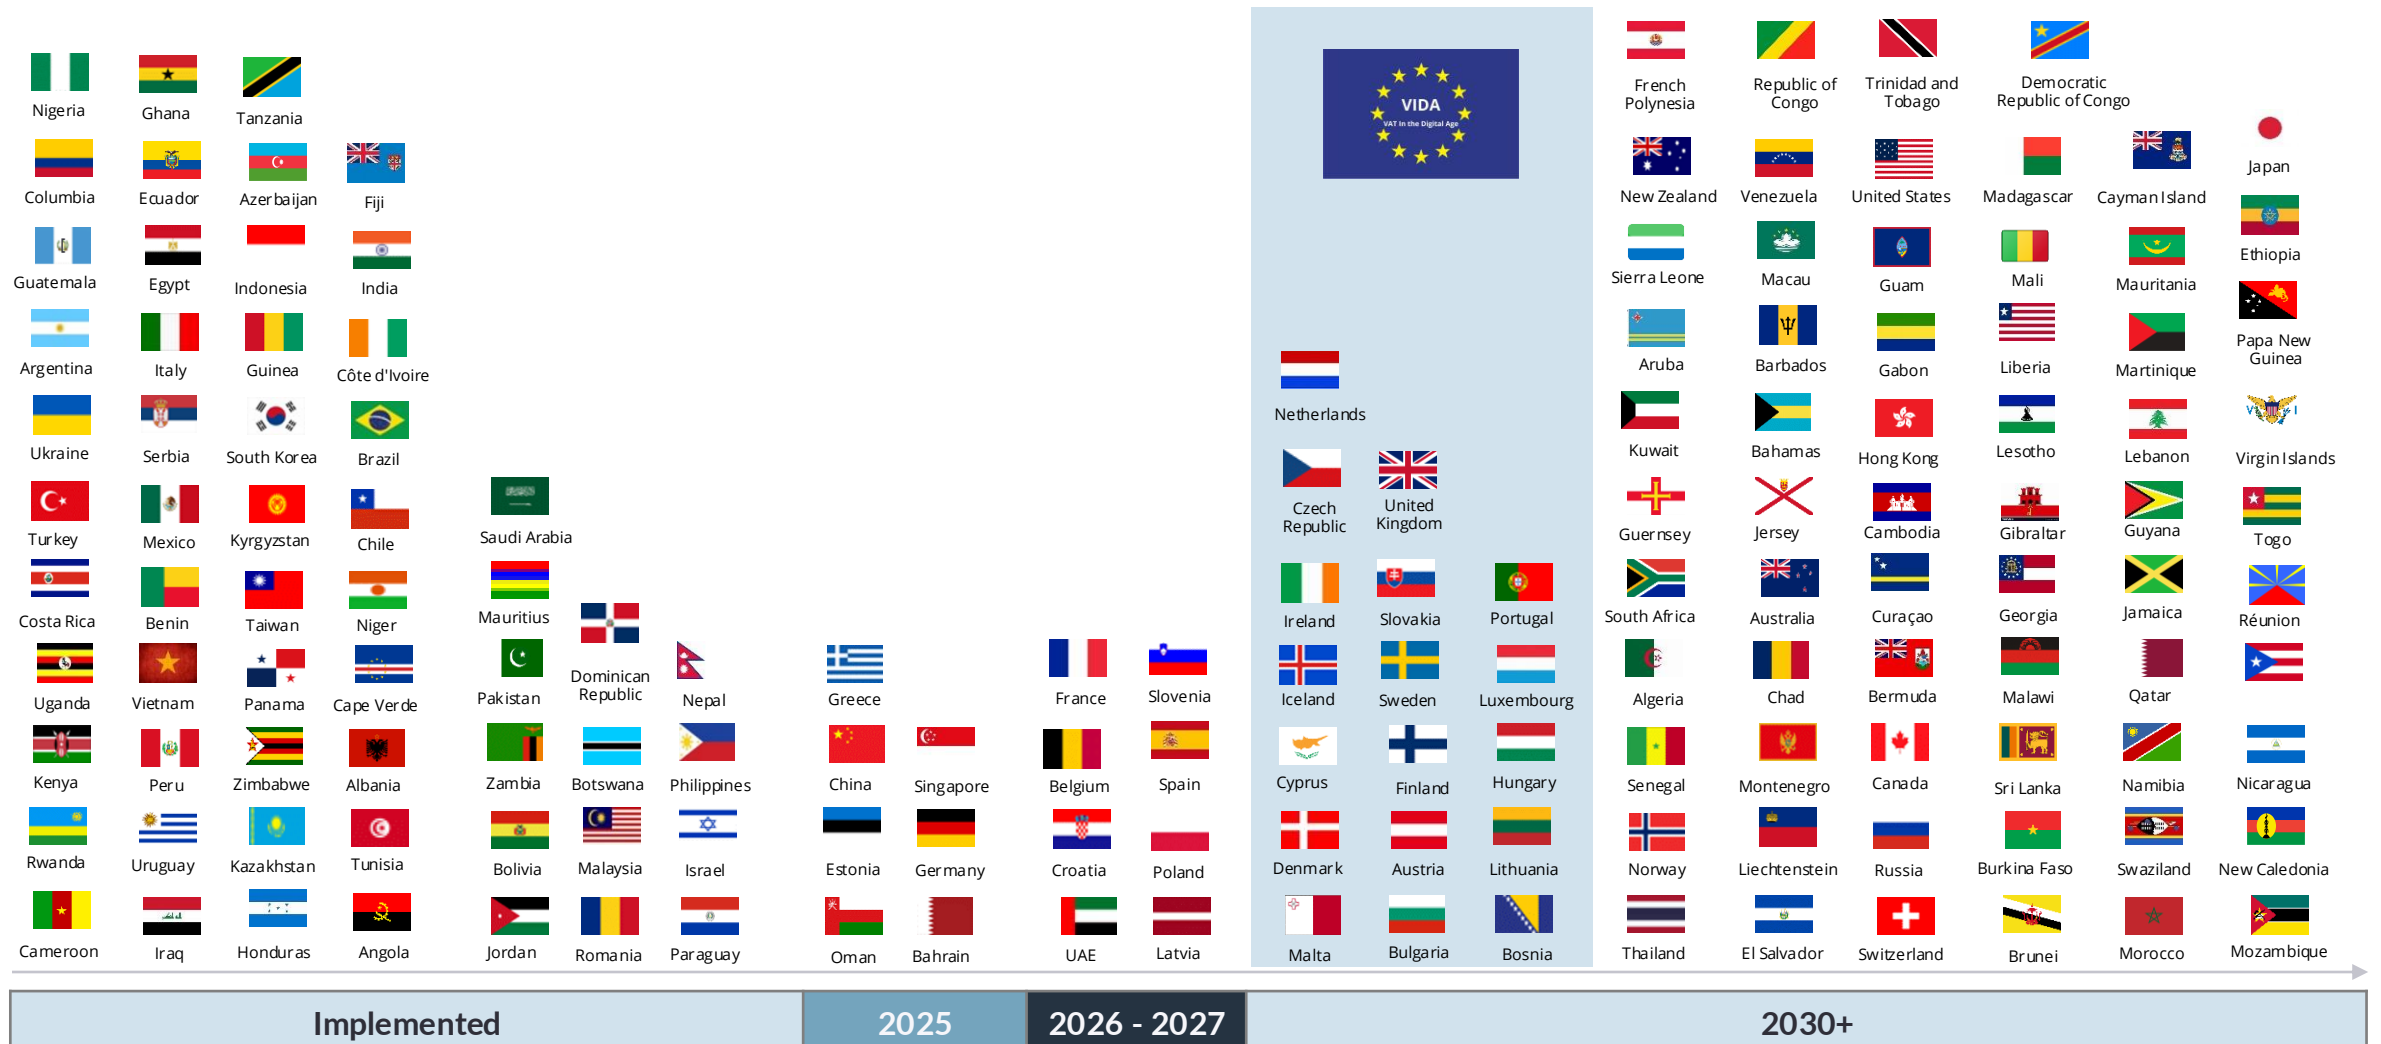 Nigeria
Ghana
Tanzania
Columbia
Ecuador
Azerbaijan
Fiji
Guatemala
Egypt
Indonesia
India
Argentina
Italy
Guinea
Côte d'Ivoire
Ukraine
Serbia
South Korea
Brazil
Turkey
Mexico
Kyrgyzstan
Chile
Costa Rica
Benin
Taiwan
Niger
Uganda
Vietnam
Panama
Cape Verde
Kenya
Peru
Zimbabwe
Albania
Rwanda
Uruguay
Kazakhstan
Tunisia
Cameroon
Iraq
Honduras
Angola
Saudi Arabia
Mauritius
Pakistan
Dominican
Republic
Nepal
Zambia
Botswana
Philippines
Bolivia
Malaysia
Israel
Jordan
Romania
Paraguay
Greece
China
Singapore
Estonia
Germany
Oman
Bahrain
France
Slovenia
Belgium
Spain
Croatia
Poland
UAE
Latvia
VIDA
VAT In the Digital Age
Netherlands
Czech
Republic
United
Kingdom
Ireland
Slovakia
Portugal
Iceland
Sweden
Luxembourg
Cyprus
Finland
Hungary
Denmark
Austria
Lithuania
Malta
Bulgaria
Bosnia
French
Polynesia
Republic of
Congo
Trinidad and
Tobago
Democratic
Republic of Congo
New Zealand
Venezuela
United States
Madagascar
Cayman Island
Japan
Sierra Leone
Macau
Guam
Mali
Mauritania
Ethiopia
Aruba
Barbados
Gabon
Liberia
Martinique
Papa New
Guinea
Kuwait
Bahamas
Hong Kong
Lesotho
Lebanon
V I
Virgin Islands
Guernsey
Jersey
Cambodia
Gibraltar
Guyana
Togo
South Africa
Australia
Curaçao
Georgia
Jamaica
Réunion
Algeria
Chad
Bermuda
Malawi
Qatar
Senegal
Montenegro
Canada
Sri Lanka
Namibia
Nicaragua
Norway
Liechtenstein
Russia
Burkina Faso
Swaziland
New Caledonia
Thailand
El Salvador
Switzerland
Brunei
Morocco
Mozambique
Implemented
2025
2026 - 2027
2030+